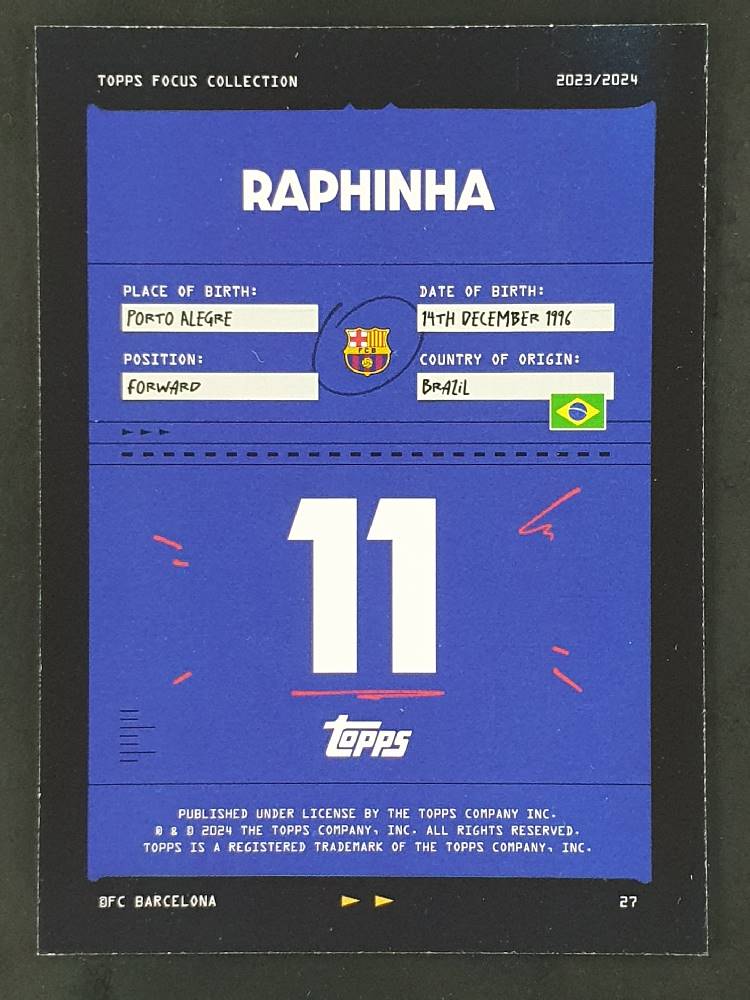 TOPPS FOCUS COLLECTION 2023/2024
RAPHINHA
PLACE OF BIRTH: DATE OF BIRTH:
PORTO ALEGRE 14TH DECEMBER 1996
POSITION: COUNTRY OF ORIGIN:
FORWARD BRAZIL
FCB
11
Topps
PUBLISHED UNDER LICENSE BY THE TOPPS COMPANY INC.
® & © 2024 THE TOPPS COMPANY, INC. ALL RIGHTS RESERVED.
TOPPS IS A REGISTERED TRADEMARK OF THE TOPPS COMPANY, INC.
©FC BARCELONA 27